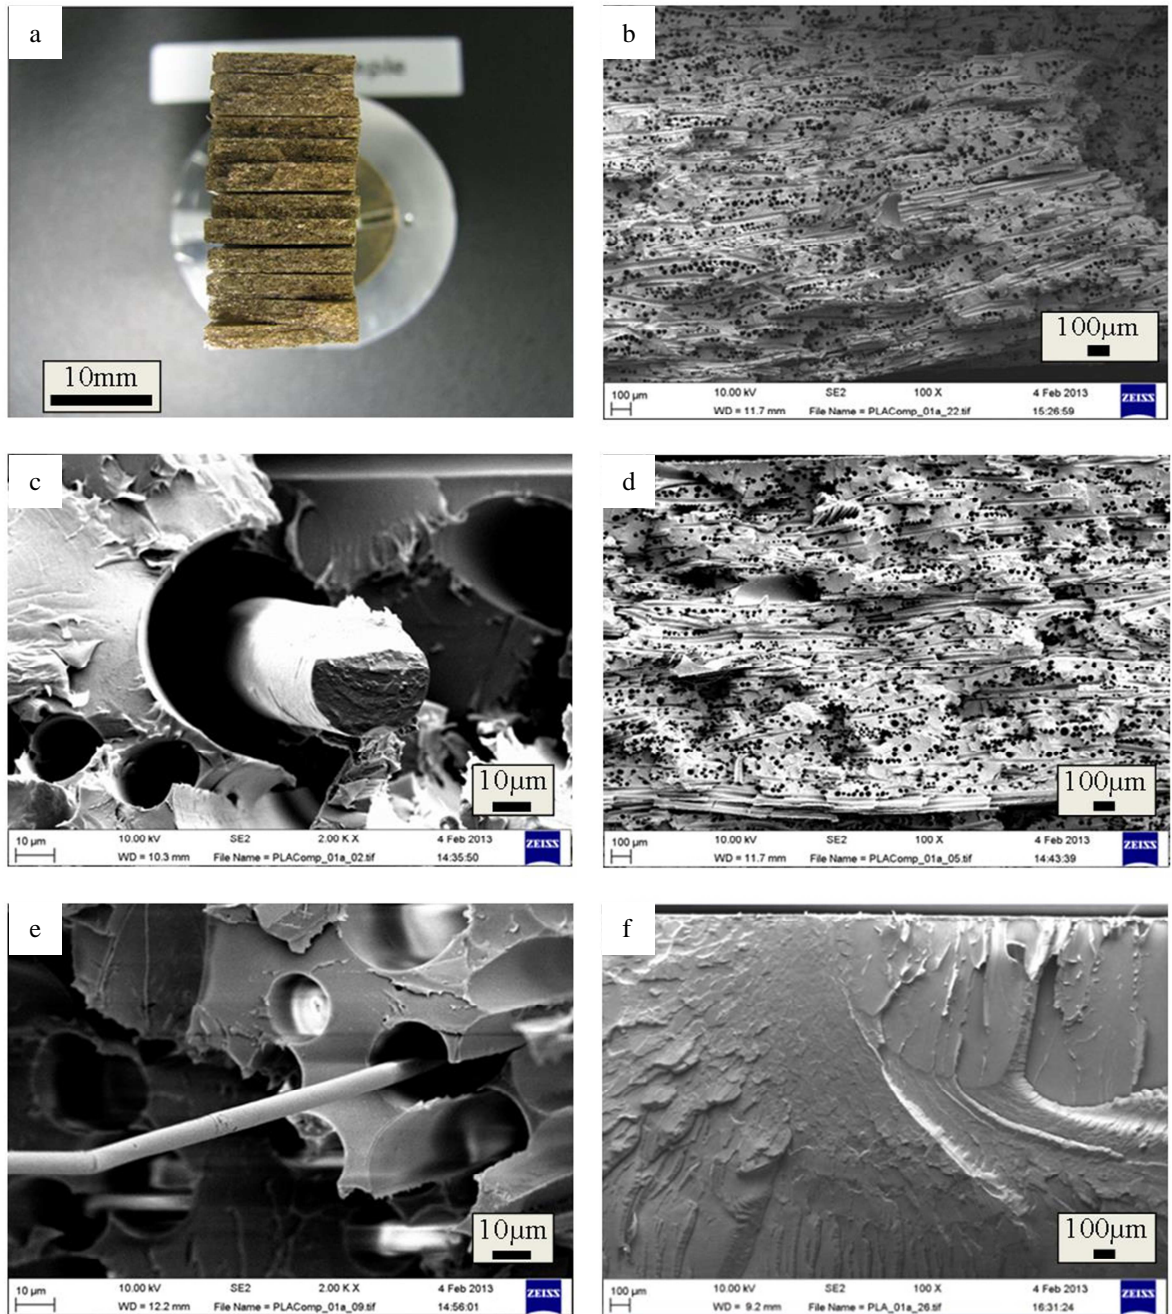 a
10mm
b
100µm
100 µm 10.00 kV SE2 100 X 4 Feb 2013 ZEISS
WD = 11.7 mm File Name = PLAComp_01a_22.tif 15:26:59
c
10µm
10 µm 10.00 kV SE2 2.00 K X 4 Feb 2013 ZEISS
WD = 10.3 mm File Name = PLAComp_01a_02.tif 14:35:50
d
100µm
100 µm 10.00 kV SE2 100 X 4 Feb 2013 ZEISS
WD = 11.7 mm File Name = PLAComp_01a_05.tif 14:43:39
e
10µm
10 µm 10.00 kV SE2 2.00 K X 4 Feb 2013 ZEISS
WD = 12.2 mm File Name = PLAComp_01a_09.tif 14:56:01
f
100µm
100 µm 10.00 kV SE2 100 X 4 Feb 2013 ZEISS
WD = 9.2 mm File Name = PLA_01a_26.tif